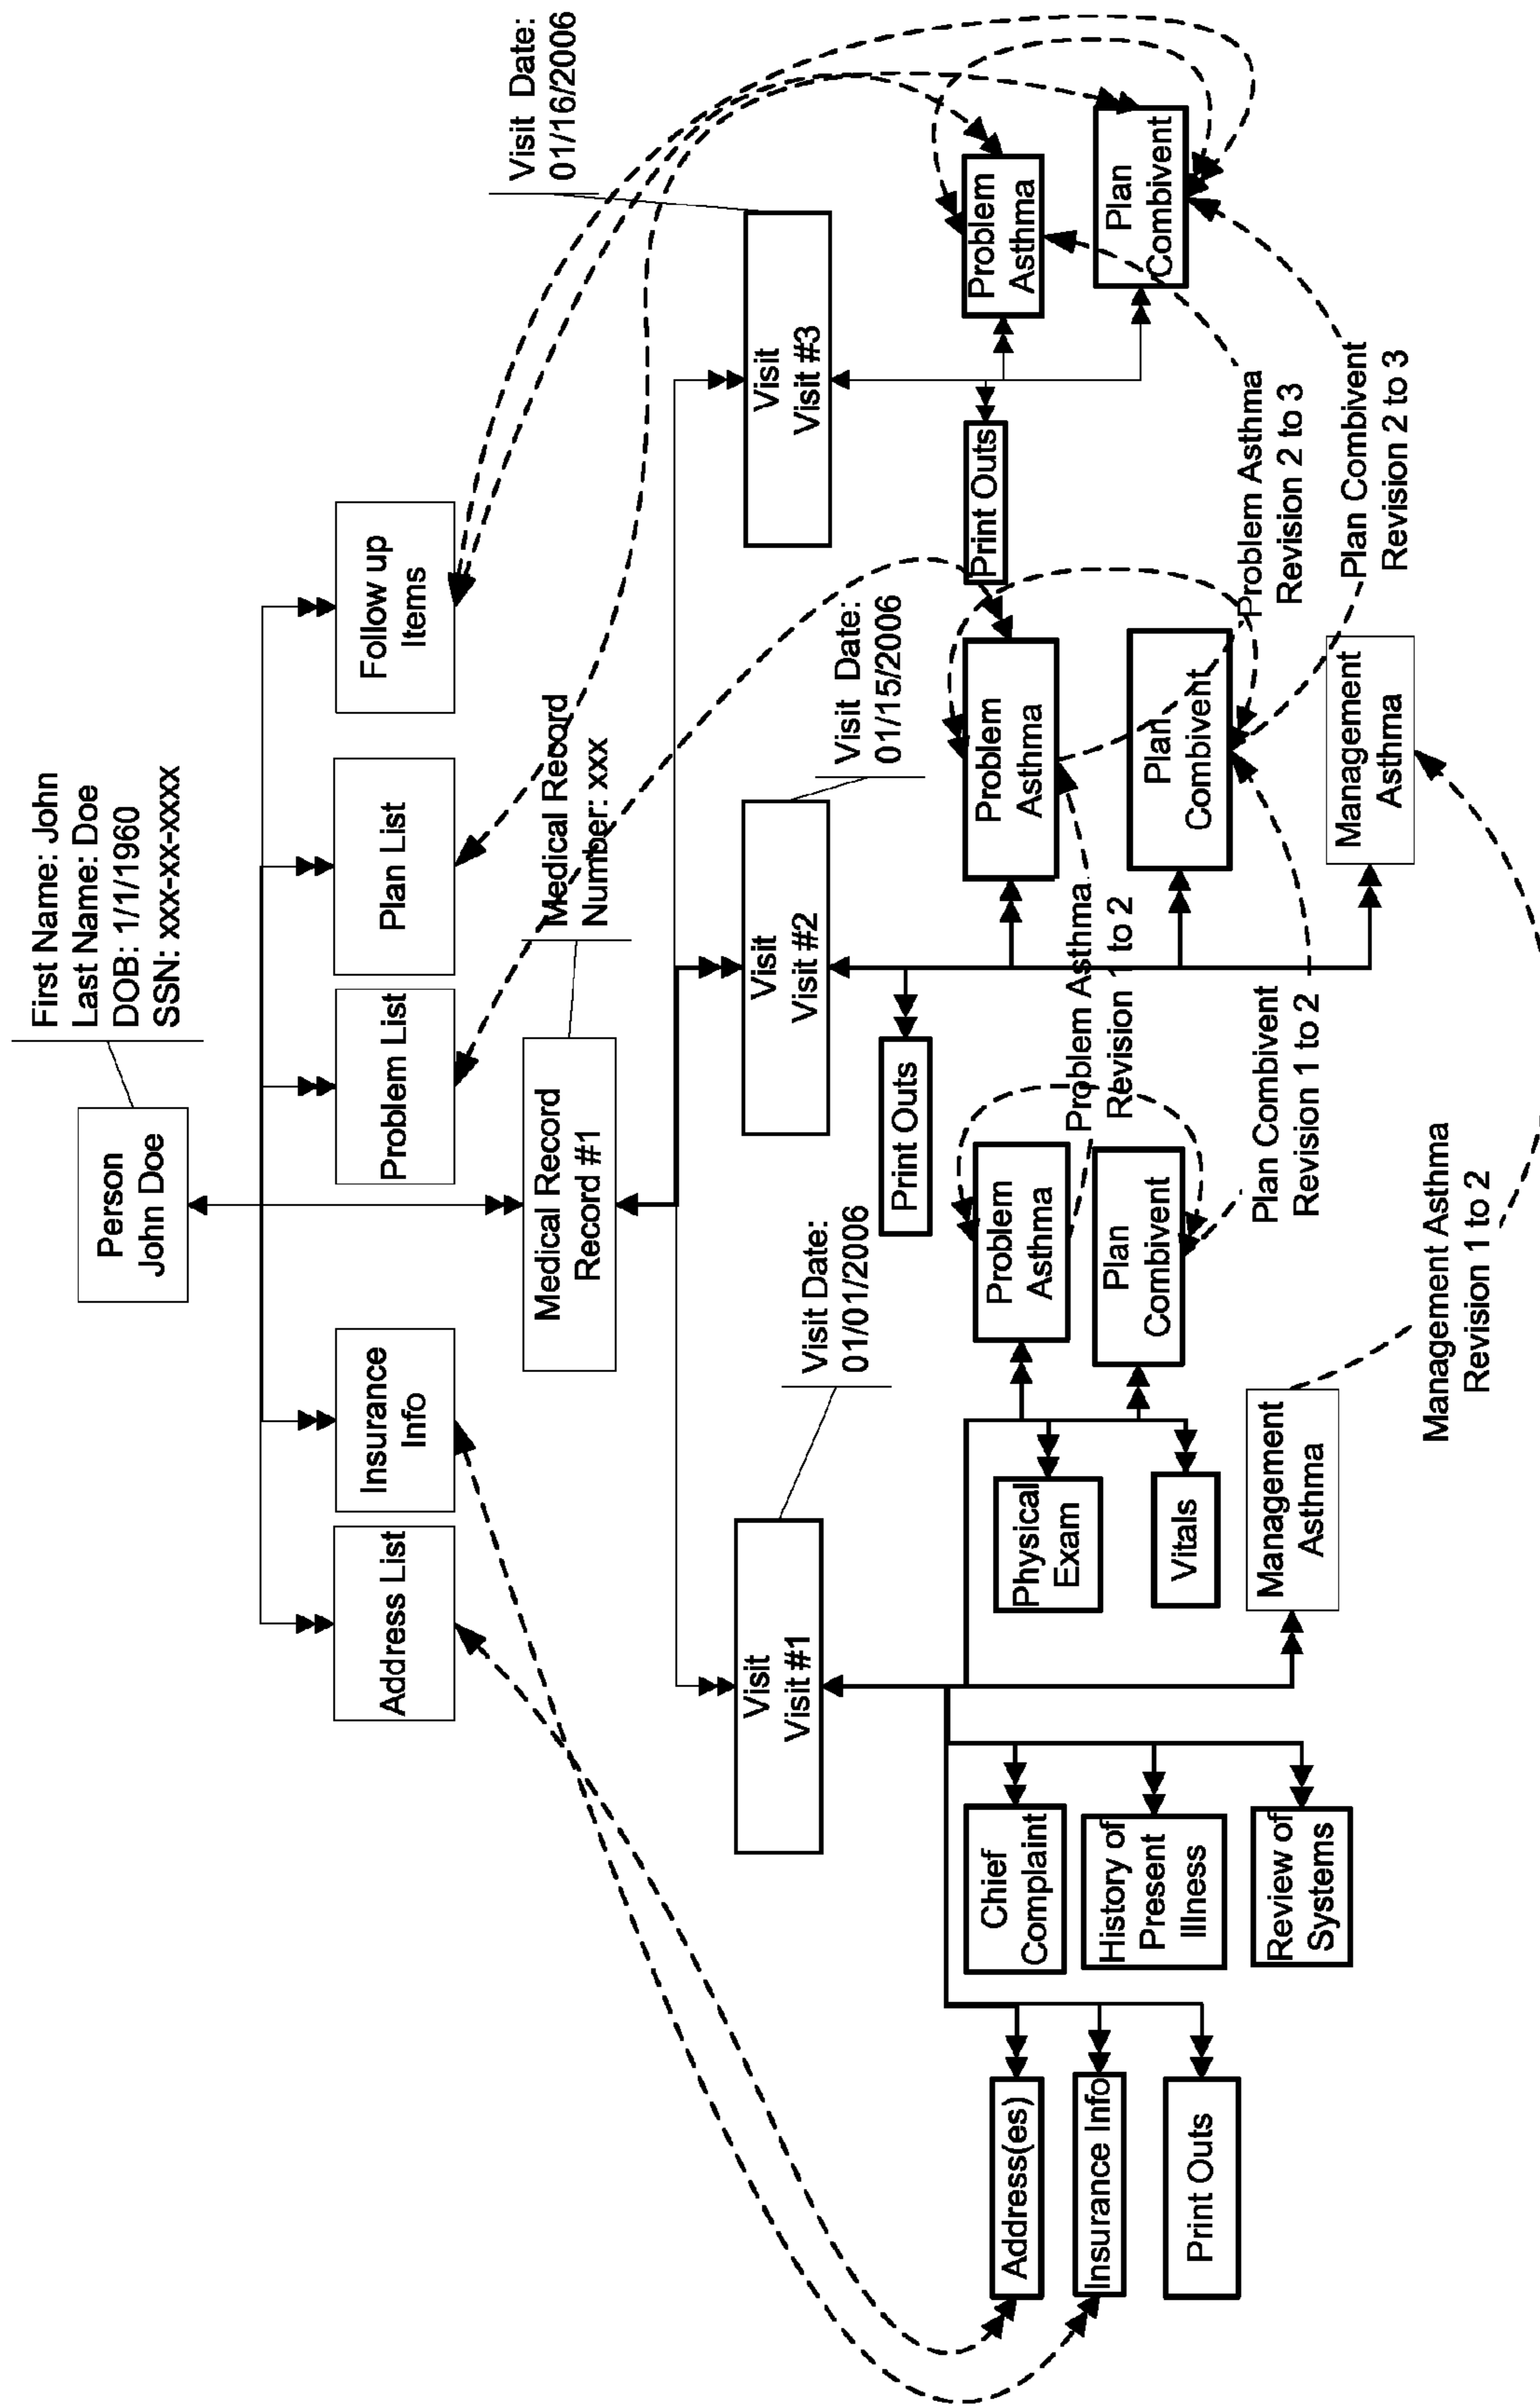 First Name: John
Last Name: Doe
DOB: 1/1/1960
SSN: xxx-xx-xxxx
Person
John Doe
Address List
Insurance
Info
Problem List
Plan List
Follow up
Items
Medical Record
Record #1
Medical Record
Number: xxx
Visit
Visit #1
Visit Date:
01/01/2006
Visit
Visit #2
Visit Date:
01/15/2006
Visit
Visit #3
Visit Date:
01/16/2006
Address(es)
Insurance Info
Print Outs
Chief
Complaint
History of
Present
Illness
Review of
Systems
Physical
Exam
Vitals
Problem
Asthma
Plan
Combivent
Management
Asthma
Print Outs
Problem Asthma
Revision 1 to 2
Plan Combivent
Revision 1 to 2
Management Asthma
Revision 1 to 2
Problem
Asthma
Plan
Combivent
Management
Asthma
Print Outs
Problem Asthma
Revision 2 to 3
Plan Combivent
Revision 2 to 3
Problem
Asthma
Plan
Combivent